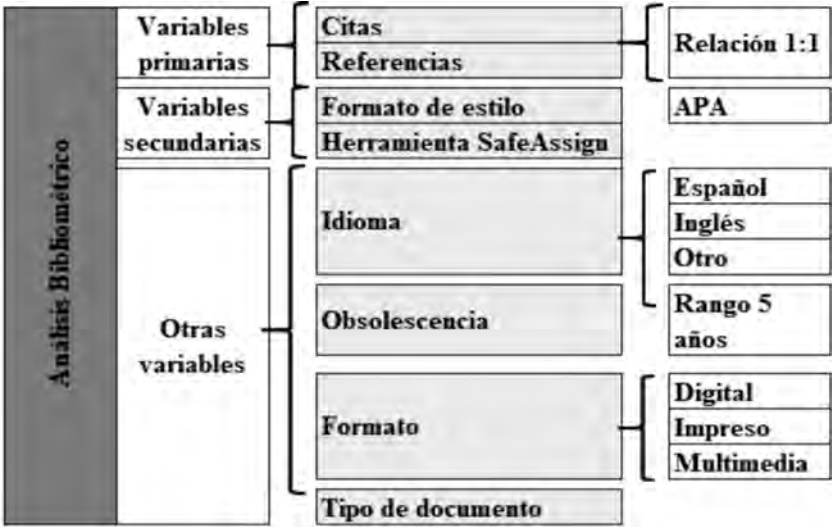 Análisis Bibliométrico
Variables
primarias
Citas
Referencias
Relación 1:1
Variables
secundarias
Formato de estilo
Herramienta SafeAssign
APA
Otras
variables
Idioma
Español
Inglés
Otro
Obsolescencia
Rango 5
años
Formato
Digital
Impreso
Multimedia
Tipo de documento